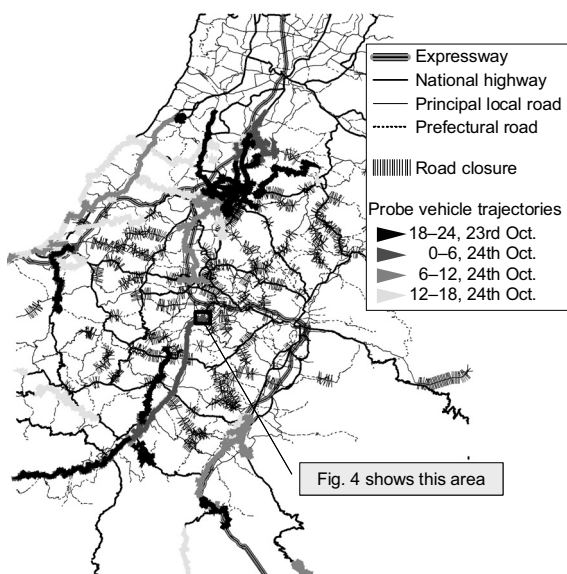 Expressway
National highway
Principal local road
Prefectural road
Road closure
Probe vehicle trajectories
18–24, 23rd Oct.
0–6, 24th Oct.
6–12, 24th Oct.
12–18, 24th Oct.
Fig. 4 shows this area